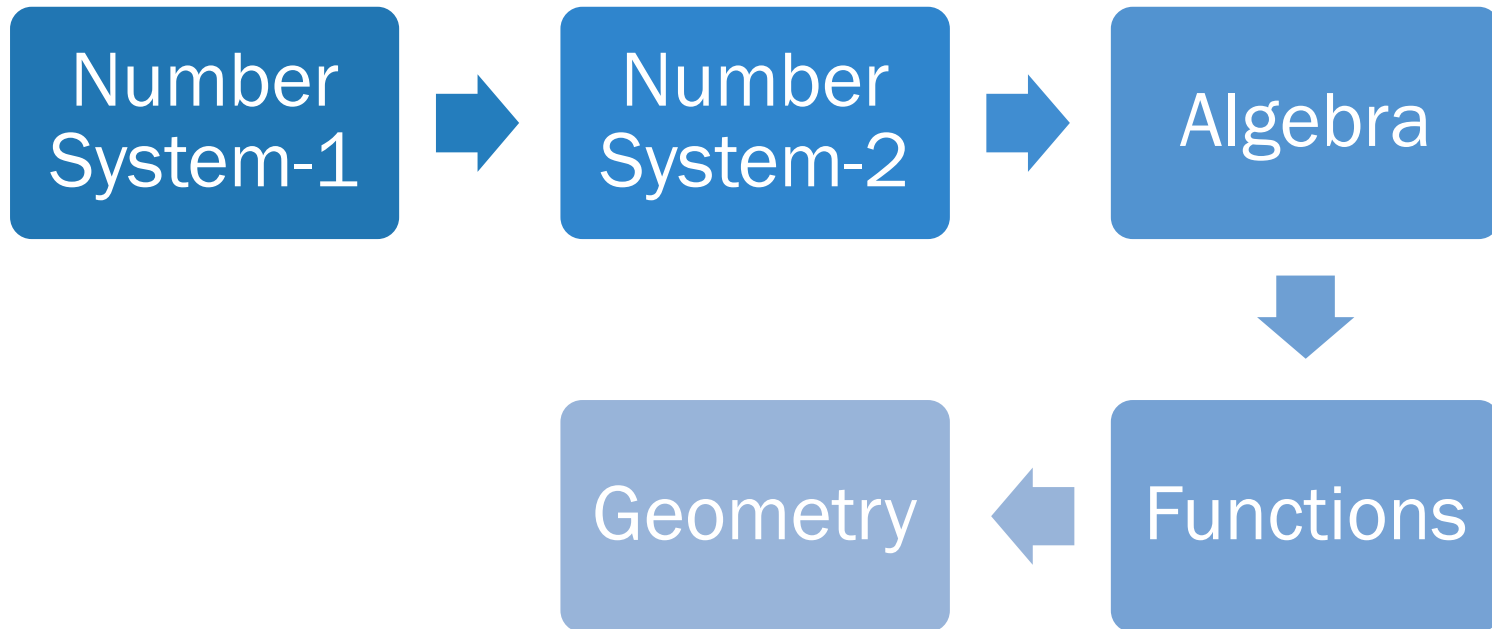 Number
System-1
Number
System-2
Algebra
Functions
Geometry